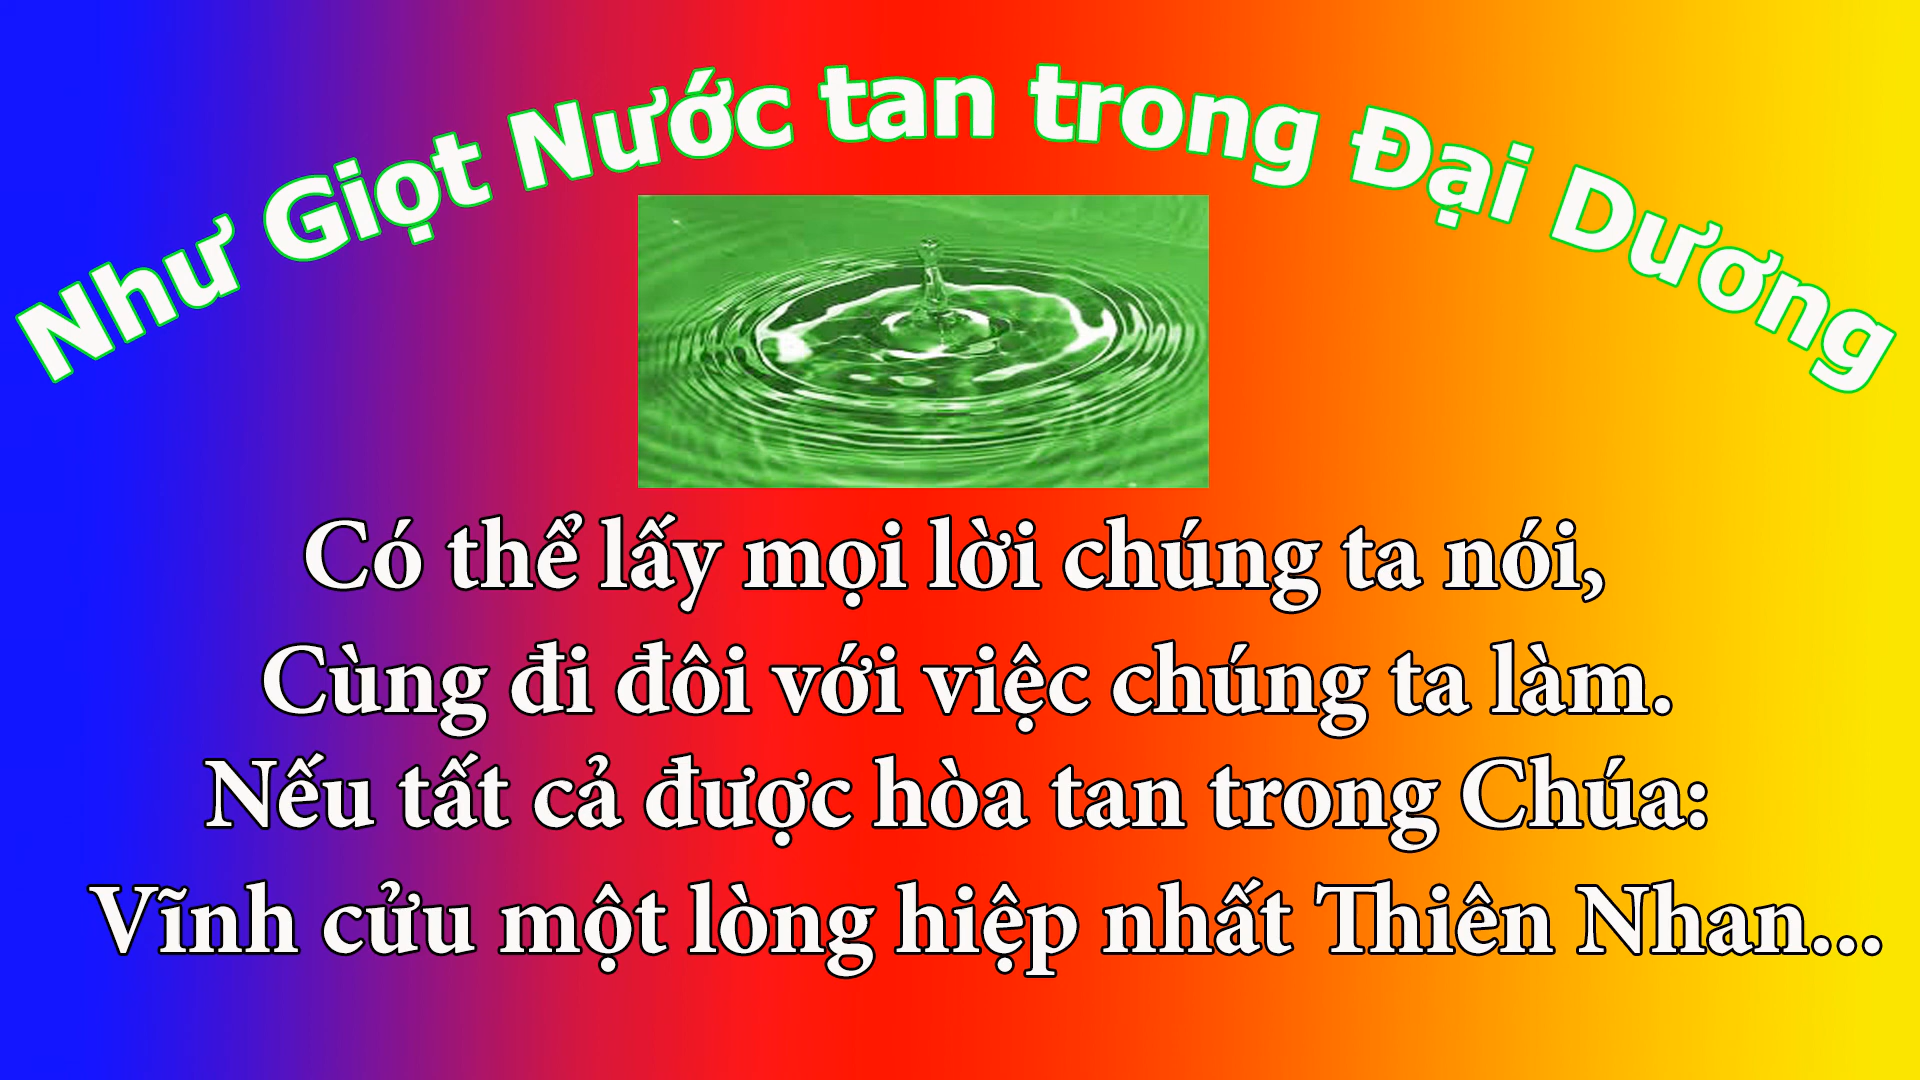 Như Giọt Nước tan trong Đại Dương
Có thể lấy mọi lời chúng ta nói,
Cùng đi đôi với việc chúng ta làm.
Nếu tất cả được hòa tan trong Chúa:
Vĩnh cửu một lòng hiệp nhất Thiên Nhan...